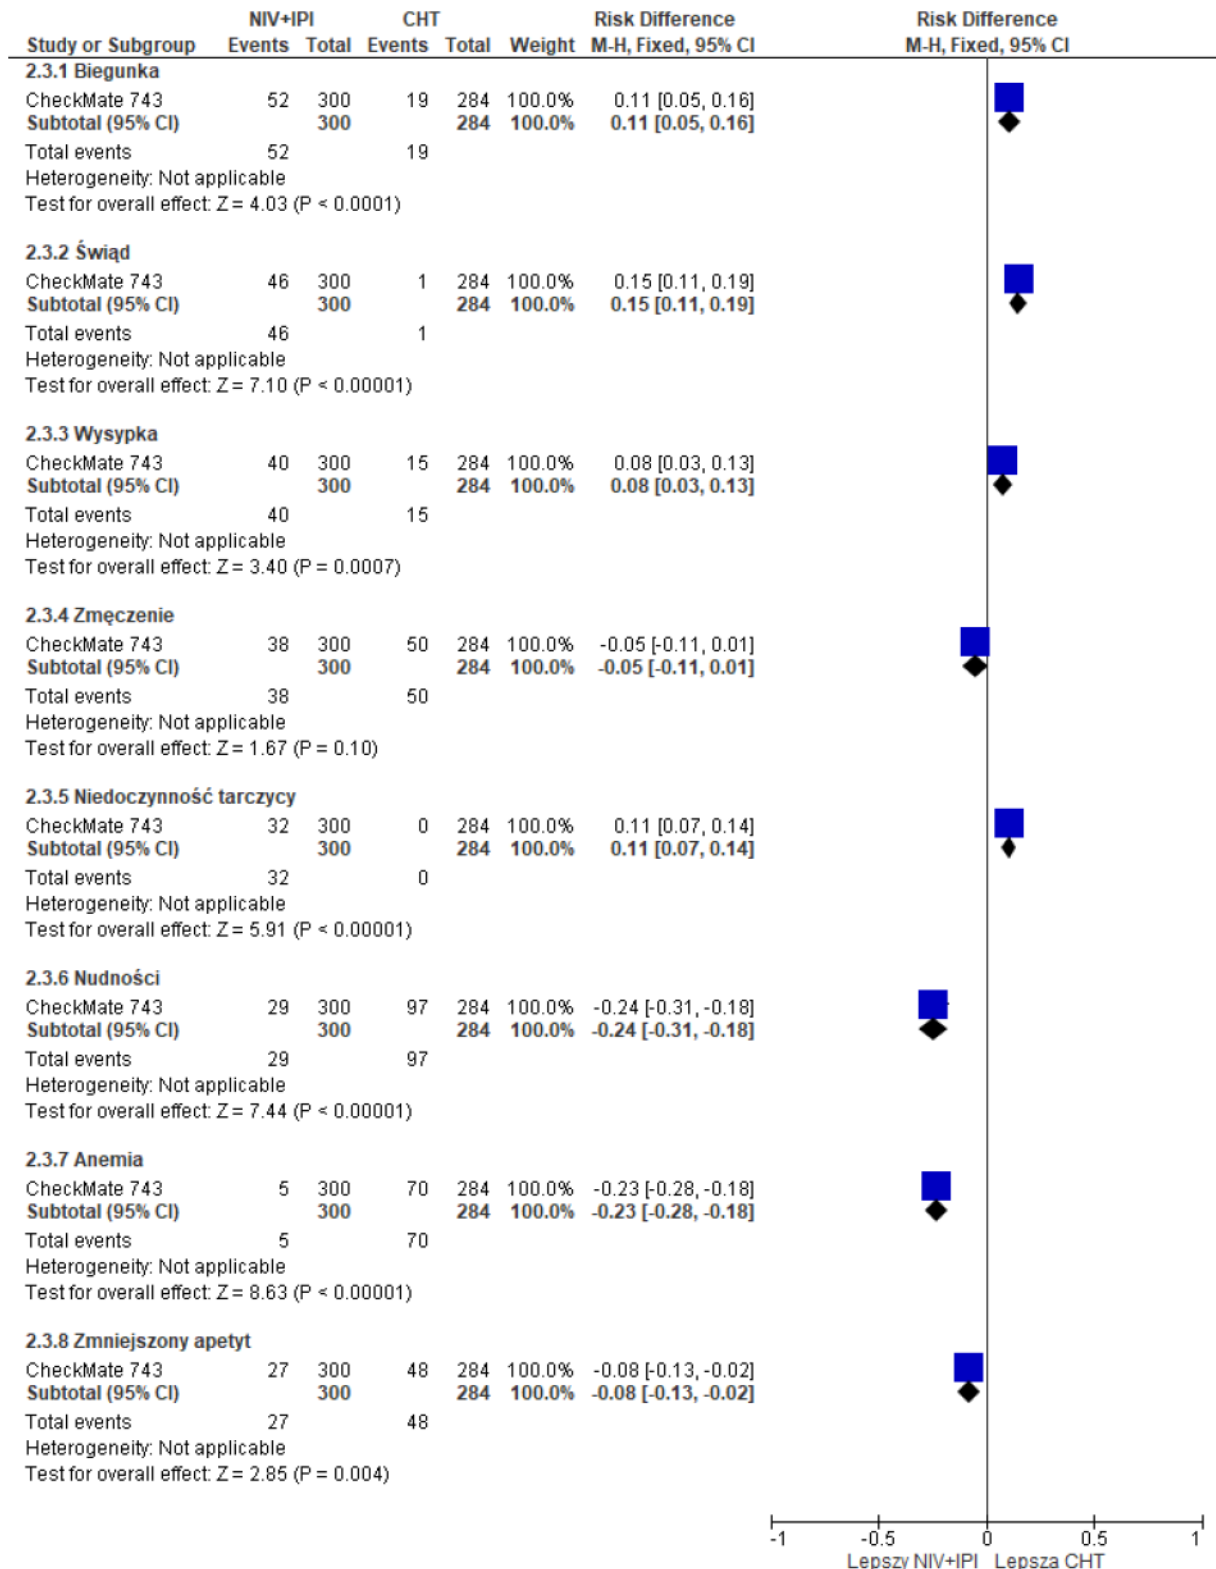 NIV+IPI CHT Risk Difference Risk Difference
Study or Subgroup Events Total Events Total Weight M-H, Fixed, 95% CI M-H, Fixed, 95% CI
2.3.1 Biegunka
CheckMate 743 52 300 19 284 100.0% 0.11 [0.05, 0.16]
Subtotal (95% CI) 300 284 100.0% 0.11 [0.05, 0.16]
Total events 52 19
Heterogeneity: Not applicable
Test for overall effect: Z = 4.03 (P < 0.0001)
2.3.2 Świąd
CheckMate 743 46 300 1 284 100.0% 0.15 [0.11, 0.19]
Subtotal (95% CI) 300 284 100.0% 0.15 [0.11, 0.19]
Total events 46 1
Heterogeneity: Not applicable
Test for overall effect: Z = 7.10 (P < 0.00001)
2.3.3 Wysypka
CheckMate 743 40 300 15 284 100.0% 0.08 [0.03, 0.13]
Subtotal (95% CI) 300 284 100.0% 0.08 [0.03, 0.13]
Total events 40 15
Heterogeneity: Not applicable
Test for overall effect: Z = 3.40 (P = 0.0007)
2.3.4 Zmęczenie
CheckMate 743 38 300 50 284 100.0% -0.05 [-0.11, 0.01]
Subtotal (95% CI) 300 284 100.0% -0.05 [-0.11, 0.01]
Total events 38 50
Heterogeneity: Not applicable
Test for overall effect: Z = 1.67 (P = 0.10)
2.3.5 Niedoczynność tarczycy
CheckMate 743 32 300 0 284 100.0% 0.11 [0.07, 0.14]
Subtotal (95% CI) 300 284 100.0% 0.11 [0.07, 0.14]
Total events 32 0
Heterogeneity: Not applicable
Test for overall effect: Z = 5.91 (P < 0.00001)
2.3.6 Nudności
CheckMate 743 29 300 97 284 100.0% -0.24 [-0.31, -0.18]
Subtotal (95% CI) 300 284 100.0% -0.24 [-0.31, -0.18]
Total events 29 97
Heterogeneity: Not applicable
Test for overall effect: Z = 7.44 (P < 0.00001)
2.3.7 Anemia
CheckMate 743 5 300 70 284 100.0% -0.23 [-0.28, -0.18]
Subtotal (95% CI) 300 284 100.0% -0.23 [-0.28, -0.18]
Total events 5 70
Heterogeneity: Not applicable
Test for overall effect: Z = 8.63 (P < 0.00001)
2.3.8 Zmniejszony apetyt
CheckMate 743 27 300 48 284 100.0% -0.08 [-0.13, -0.02]
Subtotal (95% CI) 300 284 100.0% -0.08 [-0.13, -0.02]
Total events 27 48
Heterogeneity: Not applicable
Test for overall effect: Z = 2.85 (P = 0.004)
-1 -0.5 0 0.5 1
Lepszy NIV+IPI Lepsza CHT